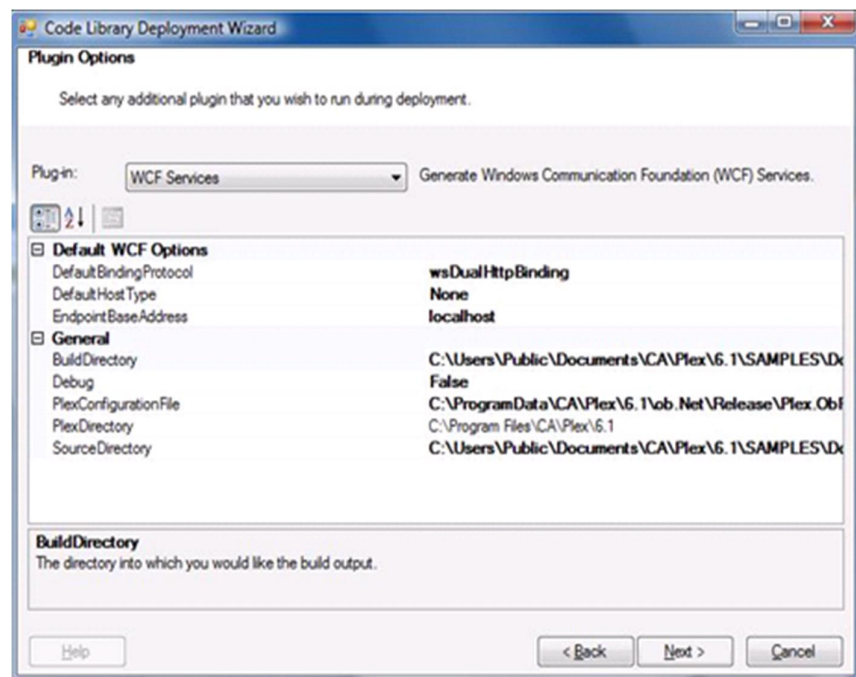 Code Library Deployment Wizard
Plugin Options
Select any additional plugin that you wish to run during deployment.
Plug-in: WCF Services Generate Windows Communication Foundation (WCF) Services.
Default WCF Options
DefaultBindingProtocol wsDualHttpBinding
DefaultHostType None
EndpointBaseAddress localhost
General
BuildDirectory C:\Users\Public\Documents\CA\Plex\6.1\SAMPLES\De
Debug False
PlexConfigurationFile C:\ProgramData\CA\Plex\6.1\ob.Net\Release\Plex.ObF
PlexDirectory C:\Program Files\CA\Plex\6.1
SourceDirectory C:\Users\Public\Documents\CA\Plex\6.1\SAMPLES\De
BuildDirectory
The directory into which you would like the build output.
Help < Back Next > Cancel